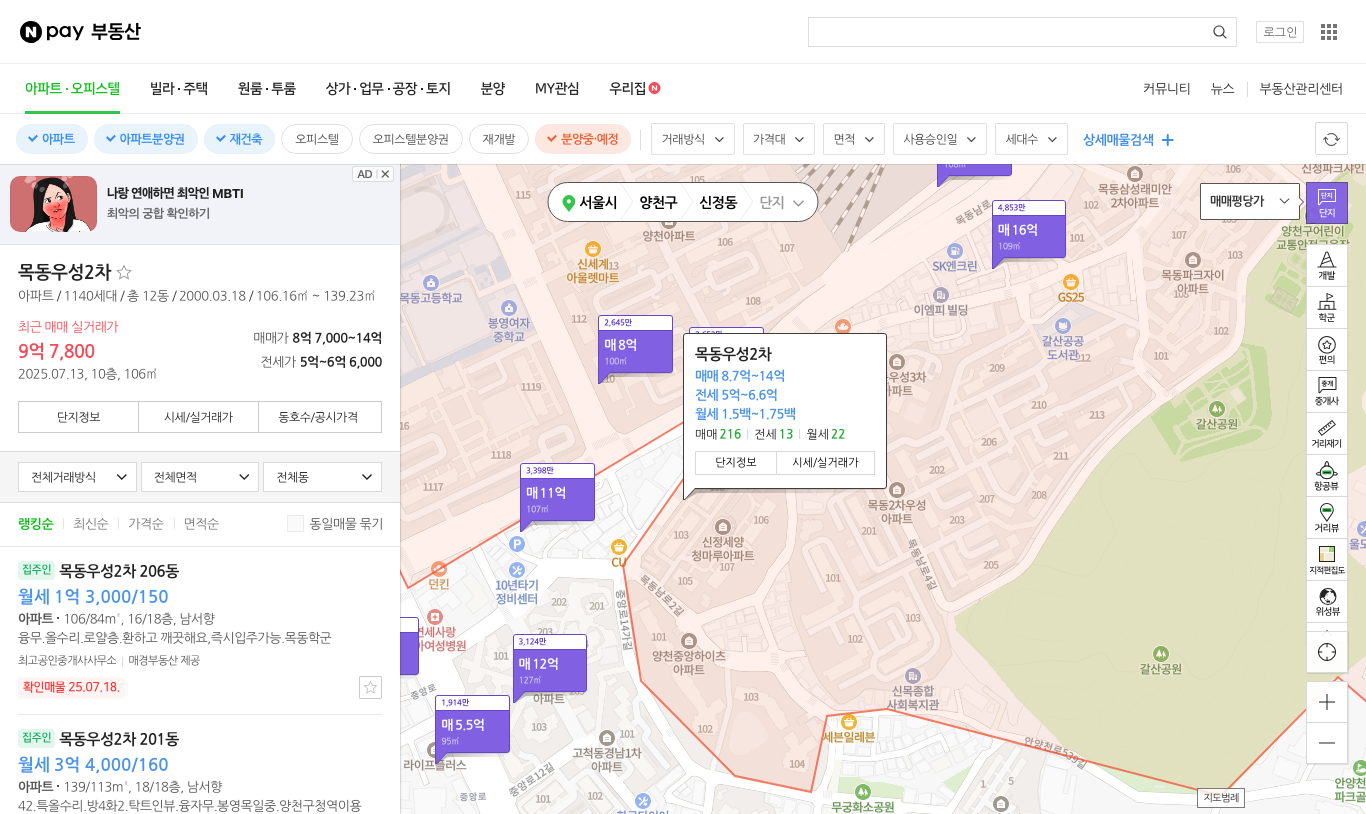 N pay 부동산
로그인
아파트·오피스텔 빌라·주택 원룸·투룸 상가·업무·공장·토지 분양 MY관심 우리집 N
커뮤니티 뉴스 부동산관리센터
아파트 아파트분양권 재건축 오피스텔 오피스텔분양권 재개발 분양중·예정 거래방식 가격대 면적 사용승인일 세대수 상세매물검색
AD
나랑 연애하면 최악인 MBTI
최악의 궁합 확인하기
목동우성2차
아파트 / 1140세대 / 총 12동 / 2000.03.18 / 106.16㎡ ~ 139.23㎡
최근 매매 실거래가
9억 7,800
2025.07.13, 10층, 106㎡
매매가 8억 7,000~14억
전세가 5억~6억 6,000
단지정보 시세/실거래가 동호수/공시가격
전체거래방식 전체면적 전체동
랭킹순 최신순 가격순 면적순 동일매물 묶기
집주인 목동우성2차 206동
월세 1억 3,000/150
아파트 · 106/84㎡, 16/18층, 남서향
융무.올수리.로얄층.환하고 깨끗해요,즉시입주가능.목동학군
최고공인중개사사무소 매경부동산 제공
확인매물 25.07.18.
집주인 목동우성2차 201동
월세 3억 4,000/160
아파트 · 139/113㎡, 18/18층, 남서향
42.특올수리.방4화2.탁트인뷰.융자무.봉영목일중.양천구청역이용
서울시 양천구 신정동 단지
매매평당가
단지
단지
개발
학군
편의
중개
중개사
거리재기
항공뷰
거리뷰
지적편집도
위성뷰
지도범례
목동우성2차
매매 8.7억~14억
전세 5억~6.6억
월세 1.5백~1.75백
매매 216 전세 13 월세 22
단지정보 시세/실거래가
4,853만
매 16억
109㎡
2,645만
매 8억
100㎡
3,398만
매 11억
107㎡
3,124만
매 12억
127㎡
1,914만
매 5.5억
95㎡
목동신정래미안
2차아파트
양천아파트
신세계
아울렛마트
목동고등학교
봉영여자
중학교
SK엔크린
이엠피 빌딩
GS25
갈산공공
도서관
목동파크자이
아파트
양천구어린이
교통안전교육장
갈산공원
목동2차우성
아파트
신정동세양
청마루아파트
CU
던킨
10년타기
정비센터
목동남로2길
목동남로4길
중앙로14가길
양천중앙하이츠
아파트
신목종합
사회복지관
갈산공원
세븐일레븐
안양천로539길
고척동경남1차
아파트
중앙로12길
중앙로
라이프플러스
무궁화소공원
목동남로
115
106
107
108
112
1119
1117
101
102
103
104
105
201
202
207
208
205
210
213